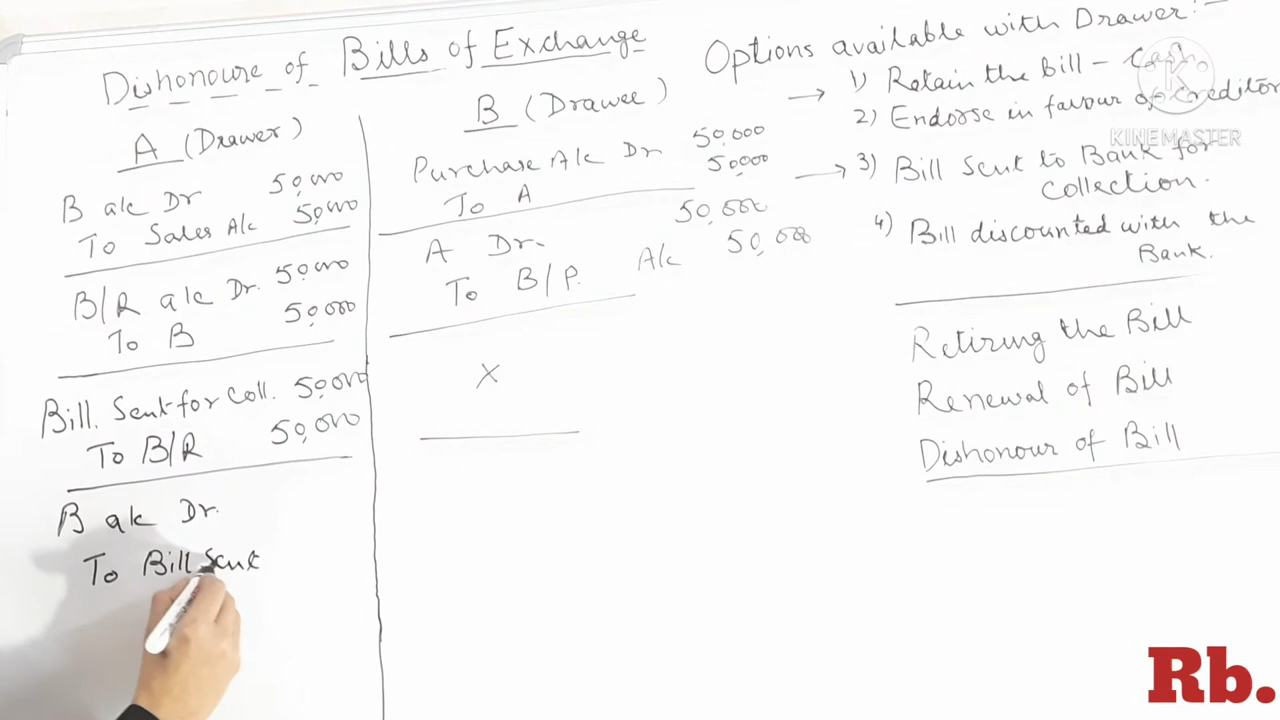 Dishonoure of Bills of Exchange
A (Drawer)
B a/c Dr 50,000
To Sales A/c 50,000
B/R a/c Dr. 50,000
To B 50,000
Bill. Sent for Coll. 50,000
To B/R 50,000
B a/c Dr.
To Bill Sent
B (Drawee)
Purchase A/c Dr 50,000
To A 50,000
A Dr. 50,000
To B/P. A/c 50,000
X
Options available with Drawer:-
→ 1) Retain the Bill - Cash
2) Endorse in favour of Creditor
→ 3) Bill Sent to Bank for
Collection.
4) Bill discounted with the
Bank.
Retiring the Bill
Renewal of Bill
Dishonour of Bill
K
KINEMASTER
Rb.